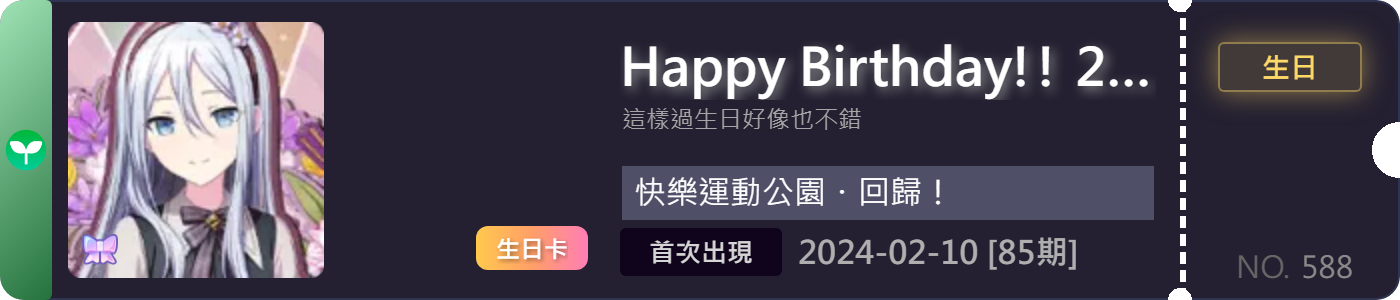 Happy Birthday!! 2...
這樣過生日好像也不錯
快樂運動公園．回歸！
生日卡
首次出現 2024-02-10 [85期]
生日
NO. 588